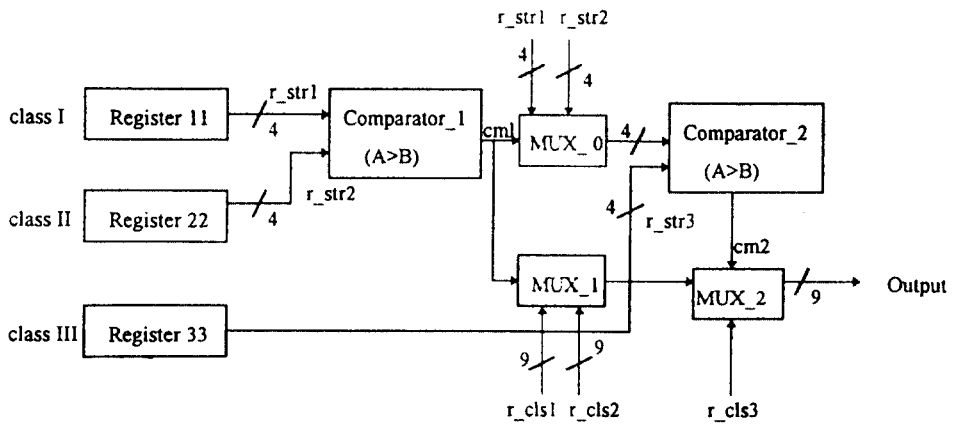 r_str1 r_str2
4
4
class I
Register 11
r_str1
4
Comparator_1
(A>B)
cm1
MUX_0
4
Comparator_2
(A>B)
class II
Register 22
4
r_str2
4
r_str3
cm2
MUX_1
MUX_2
9
Output
class III
Register 33
9
9
r_cls1 r_cls2
r_cls3